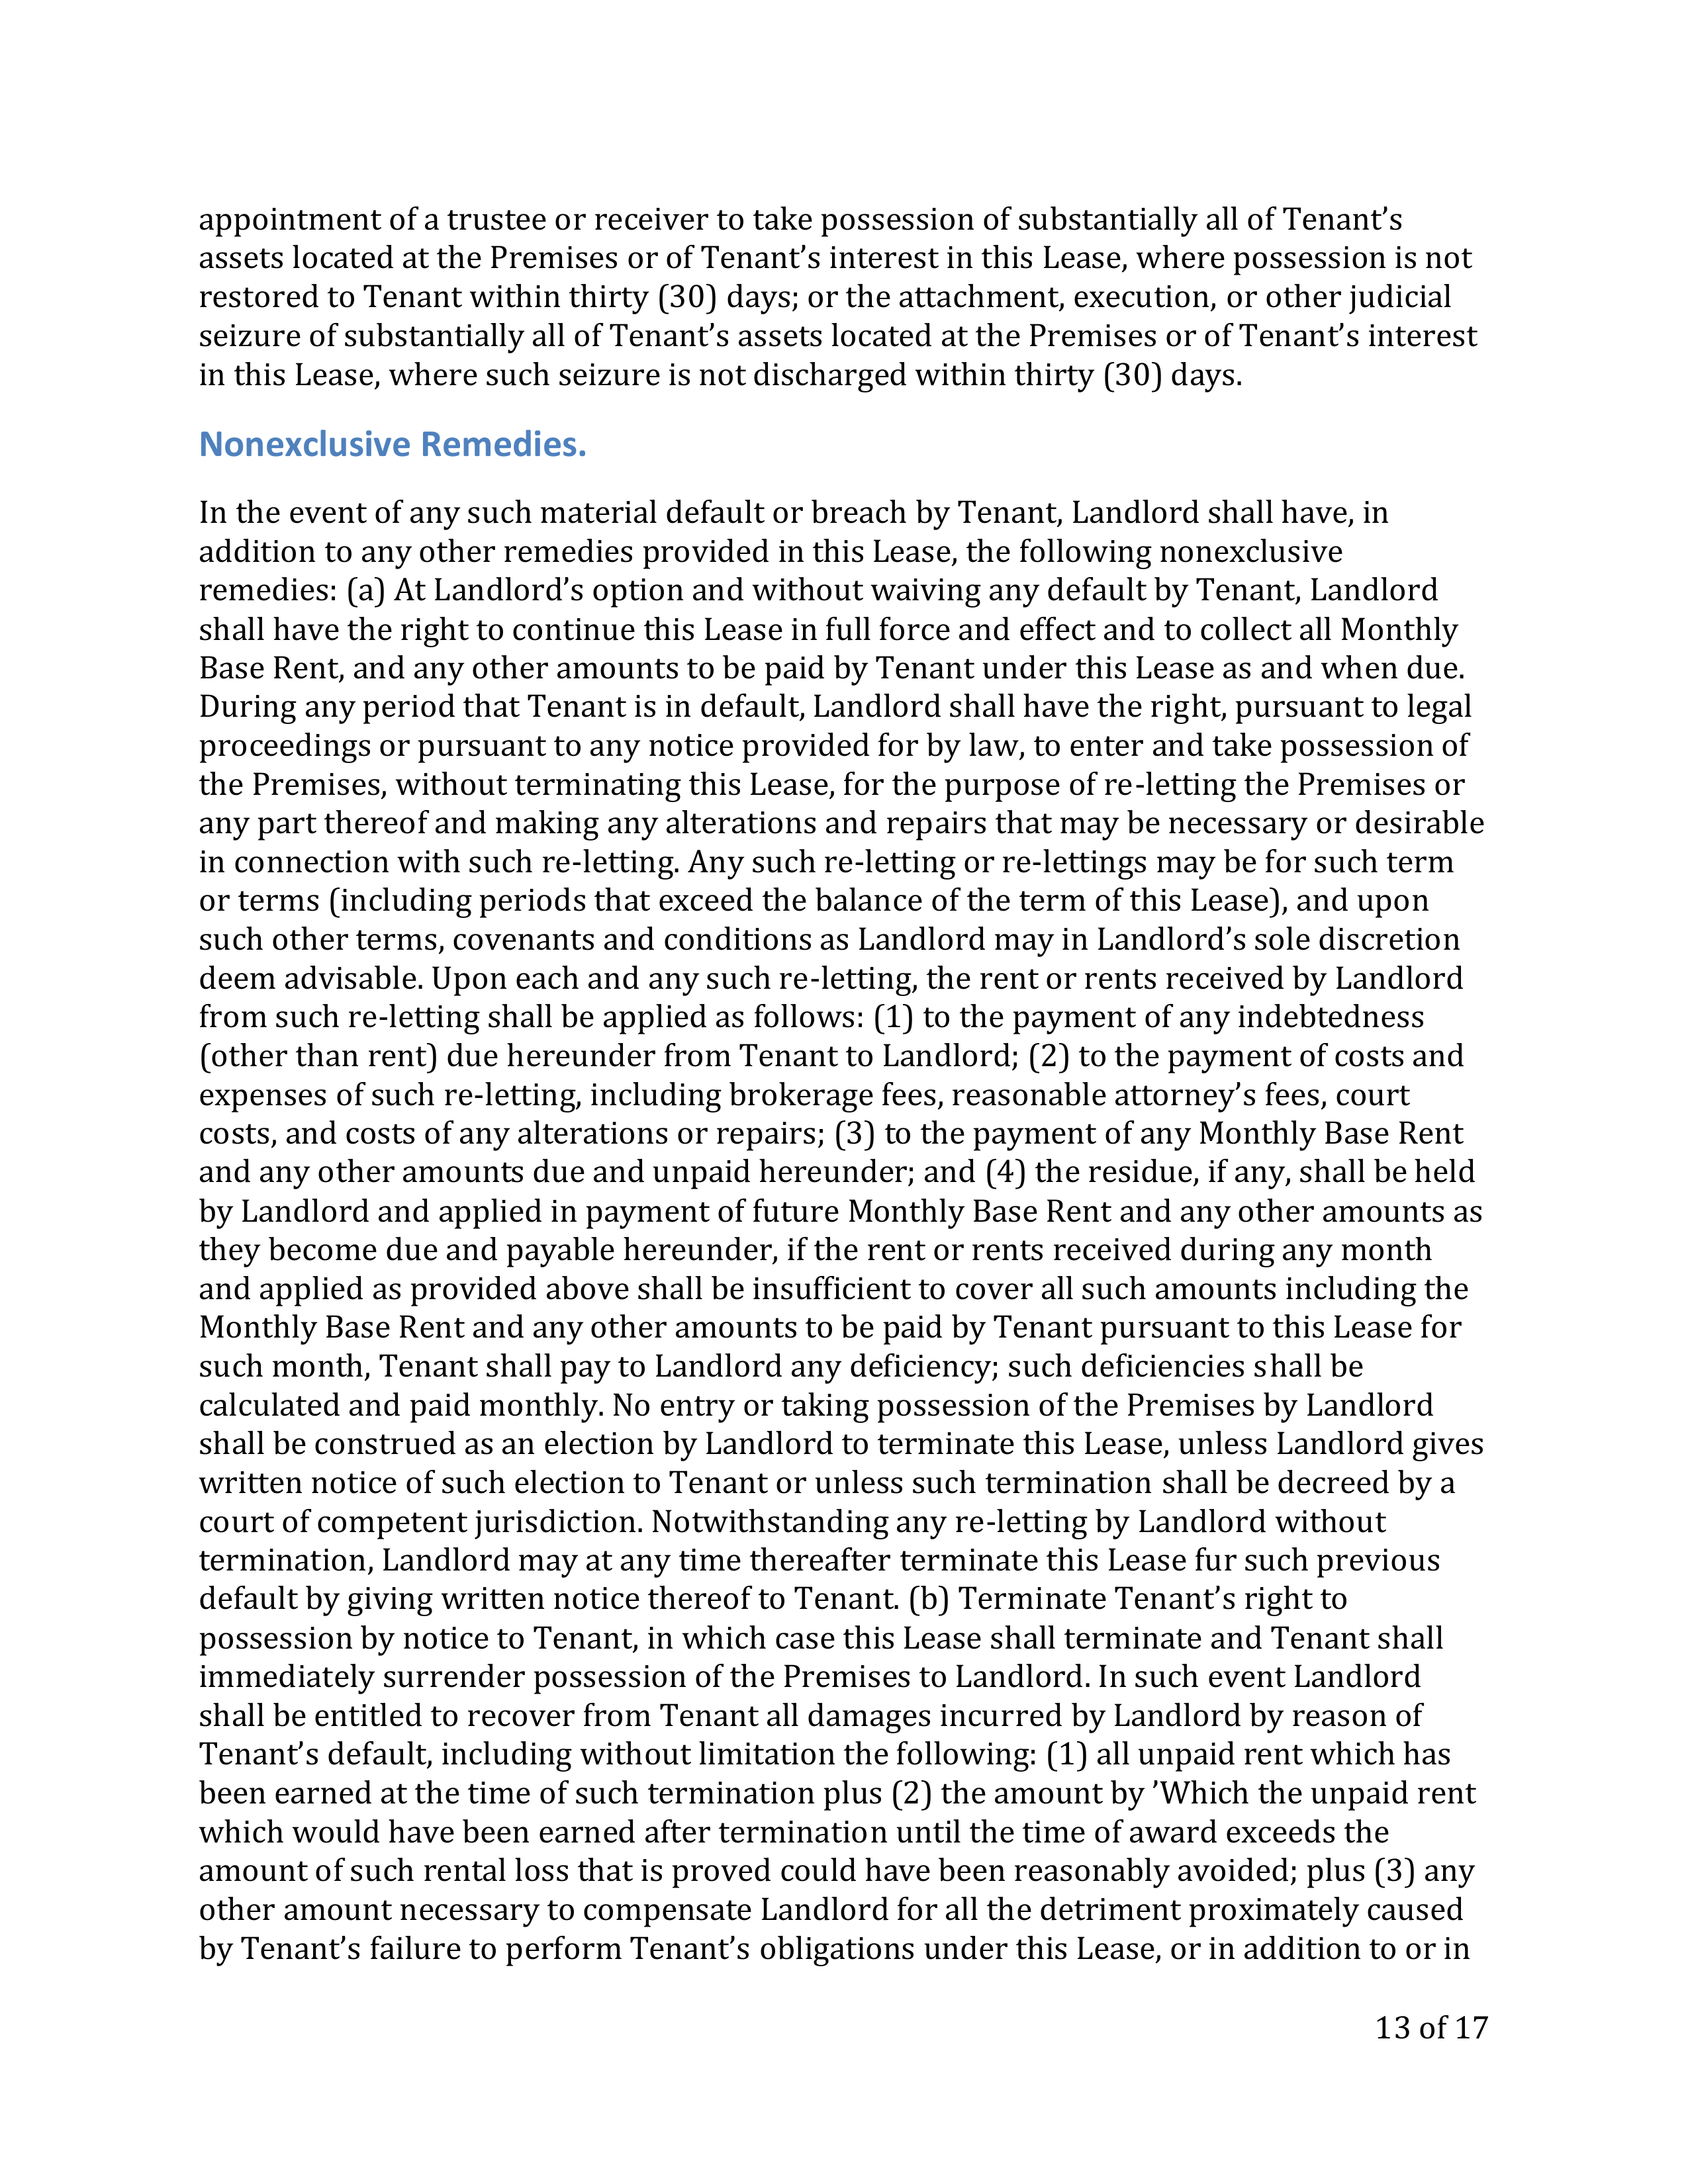 appointment of a trustee or receiver to take possession of substantially all of Tenant’s
assets located at the Premises or of Tenant’s interest in this Lease, where possession is not
restored to Tenant within thirty (30) days; or the attachment, execution, or other judicial
seizure of substantially all of Tenant’s assets located at the Premises or of Tenant’s interest
in this Lease, where such seizure is not discharged within thirty (30) days.
Nonexclusive Remedies.
In the event of any such material default or breach by Tenant, Landlord shall have, in
addition to any other remedies provided in this Lease, the following nonexclusive
remedies: (a) At Landlord’s option and without waiving any default by Tenant, Landlord
shall have the right to continue this Lease in full force and effect and to collect all Monthly
Base Rent, and any other amounts to be paid by Tenant under this Lease as and when due.
During any period that Tenant is in default, Landlord shall have the right, pursuant to legal
proceedings or pursuant to any notice provided for by law, to enter and take possession of
the Premises, without terminating this Lease, for the purpose of re-letting the Premises or
any part thereof and making any alterations and repairs that may be necessary or desirable
in connection with such re-letting. Any such re-letting or re-lettings may be for such term
or terms (including periods that exceed the balance of the term of this Lease), and upon
such other terms, covenants and conditions as Landlord may in Landlord’s sole discretion
deem advisable. Upon each and any such re-letting, the rent or rents received by Landlord
from such re-letting shall be applied as follows: (1) to the payment of any indebtedness
(other than rent) due hereunder from Tenant to Landlord; (2) to the payment of costs and
expenses of such re-letting, including brokerage fees, reasonable attorney’s fees, court
costs, and costs of any alterations or repairs; (3) to the payment of any Monthly Base Rent
and any other amounts due and unpaid hereunder; and (4) the residue, if any, shall be held
by Landlord and applied in payment of future Monthly Base Rent and any other amounts as
they become due and payable hereunder, if the rent or rents received during any month
and applied as provided above shall be insufficient to cover all such amounts including the
Monthly Base Rent and any other amounts to be paid by Tenant pursuant to this Lease for
such month, Tenant shall pay to Landlord any deficiency; such deficiencies shall be
calculated and paid monthly. No entry or taking possession of the Premises by Landlord
shall be construed as an election by Landlord to terminate this Lease, unless Landlord gives
written notice of such election to Tenant or unless such termination shall be decreed by a
court of competent jurisdiction. Notwithstanding any re-letting by Landlord without
termination, Landlord may at any time thereafter terminate this Lease fur such previous
default by giving written notice thereof to Tenant. (b) Terminate Tenant’s right to
possession by notice to Tenant, in which case this Lease shall terminate and Tenant shall
immediately surrender possession of the Premises to Landlord. In such event Landlord
shall be entitled to recover from Tenant all damages incurred by Landlord by reason of
Tenant’s default, including without limitation the following: (1) all unpaid rent which has
been earned at the time of such termination plus (2) the amount by ’Which the unpaid rent
which would have been earned after termination until the time of award exceeds the
amount of such rental loss that is proved could have been reasonably avoided; plus (3) any
other amount necessary to compensate Landlord for all the detriment proximately caused
by Tenant’s failure to perform Tenant’s obligations under this Lease, or in addition to or in
13 of 17